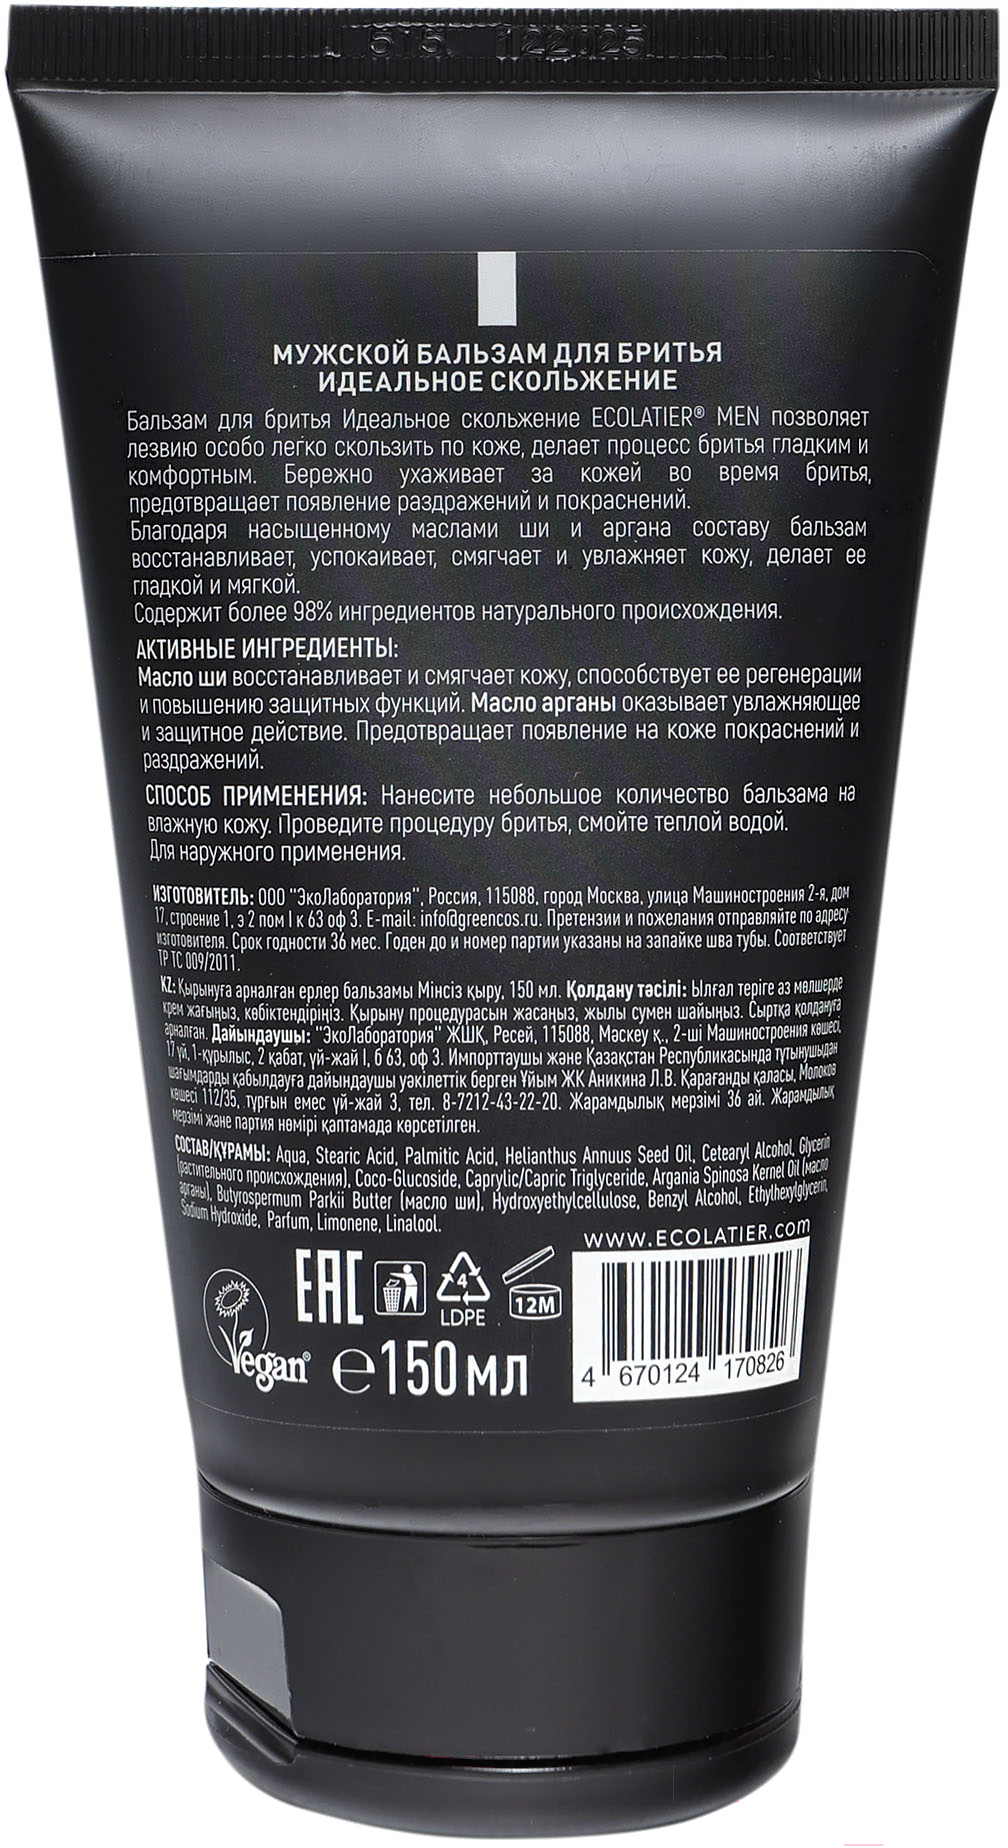 515 122025
МУЖСКОЙ БАЛЬЗАМ ДЛЯ БРИТЬЯ
ИДЕАЛЬНОЕ СКОЛЬЖЕНИЕ
Бальзам для бритья Идеальное скольжение ECOLATIER® MEN позволяет
лезвию особо легко скользить по коже, делает процесс бритья гладким и
комфортным. Бережно ухаживает за кожей во время бритья,
предотвращает появление раздражений и покраснений.
Благодаря насыщенному маслами ши и аргана составу бальзам
восстанавливает, успокаивает, смягчает и увлажняет кожу, делает ее
гладкой и мягкой.
Содержит более 98% ингредиентов натурального происхождения.
АКТИВНЫЕ ИНГРЕДИЕНТЫ:
Масло ши восстанавливает и смягчает кожу, способствует ее регенерации
и повышению защитных функций. Масло арганы оказывает увлажняющее
и защитное действие. Предотвращает появление на коже покраснений и
раздражений.
СПОСОБ ПРИМЕНЕНИЯ: Нанесите небольшое количество бальзама на
влажную кожу. Проведите процедуру бритья, смойте теплой водой.
Для наружного применения.
ИЗГОТОВИТЕЛЬ: ООО "ЭкоЛаборатория", Россия, 115088, город Москва, улица Машиностроения 2-я, дом
17, строение 1, э 2 пом I к 63 оф 3. E-mail: info@greencos.ru. Претензии и пожелания отправляйте по адресу
изготовителя. Срок годности 36 мес. Годен до и номер партии указаны на запайке шва тубы. Соответствует
ТР ТС 009/2011.
KZ: Қырынуға арналған ерлер бальзамы Мінсіз қыру, 150 мл. Қолдану тәсілі: Ылғал теріге аз мөлшерде
крем жағыңыз, көбіктендіріңіз. Қырыну процедурасын жасаңыз, жылы сумен шайыңыз. Сыртқа қолдануға
арналған. Дайындаушы: "ЭкоЛаборатория" ЖШҚ, Ресей, 115088, Маскеу қ., 2-ші Машиностроения көшесі,
17 үй, 1-құрылыс, 2 қабат, үй-жай I, б 63, оф 3. Импорттаушы және Қазақстан Республикасында тұтынушыдан
шағымдарды қабылдауға дайындаушы уәкілеттік берген Ұйым ЖК Аникина Л.В. Қарағанды қаласы, Молоков
көшесі 112/35, тұрғын емес үй-жай 3, тел. 8-7212-43-22-20. Жарамдылық мерзімі 36 ай. Жарамдылық
мерзімі және партия нөмірі қаптамада көрсетілген.
СОСТАВ/ҚҰРАМЫ: Aqua, Stearic Acid, Palmitic Acid, Helianthus Annuus Seed Oil, Cetearyl Alcohol, Glycerin
(растительного происхождения), Coco-Glucoside, Caprylic/Capric Triglyceride, Argania Spinosa Kernel Oil (масло
арганы), Butyrospermum Parkii Butter (масло ши), Hydroxyethylcellulose, Benzyl Alcohol, Ethylhexylglycerin,
Sodium Hydroxide, Parfum, Limonene, Linalool.
WWW.ECOLATIER.com
EAC
4
LDPE
12M
Vegan®
℮150 мл
4 670124 170826